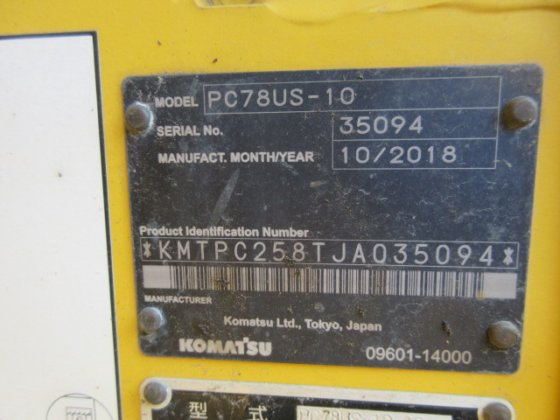 MODEL PC78US-10
SERIAL No. 35094
MANUFACT. MONTH/YEAR 10/2018
Product Identification Number
*KMTPC258TJA035094*
MANUFACTURER
Komatsu Ltd., Tokyo, Japan
KOMATSU 09601-14000
型 式